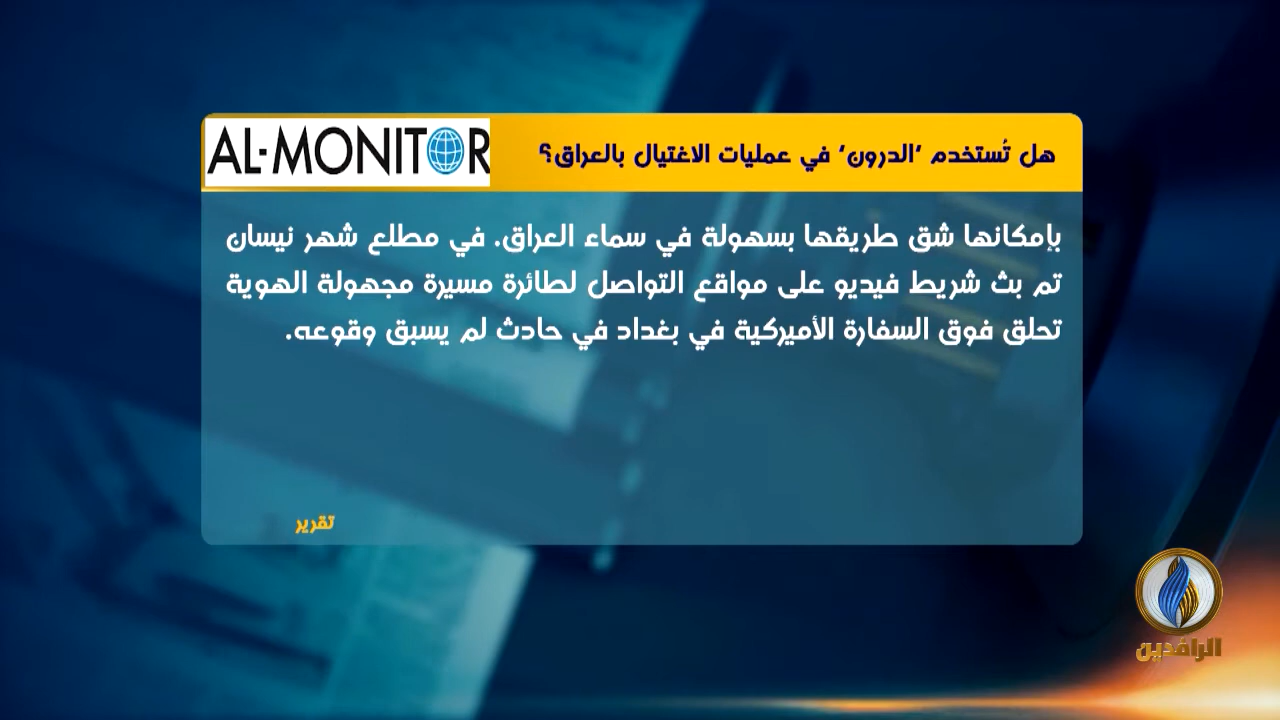 AL-MONITOR
هل تُستخدم ‘الدرون’ في عمليات الاغتيال بالعراق؟
بإمكانها شق طريقها بسهولة في سماء العراق. في مطلع شهر نيسان
تم بث شريط فيديو على مواقع التواصل لطائرة مسيرة مجهولة الهوية
تحلق فوق السفارة الأميركية في بغداد في حادث لم يسبق وقوعه.
تقرير
الرافدين